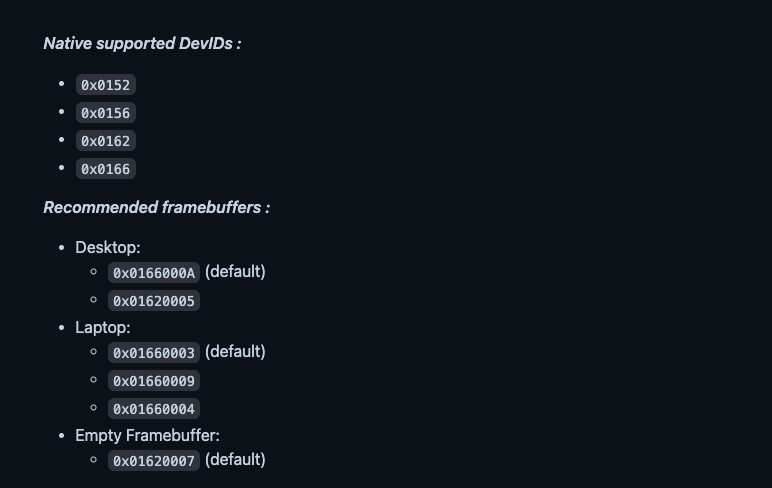 Native supported DevIDs :
0x0152
0x0156
0x0162
0x0166
Recommended framebuffers :
Desktop:
0x0166000A (default)
0x01620005
Laptop:
0x01660003 (default)
0x01660009
0x01660004
Empty Framebuffer:
0x01620007 (default)